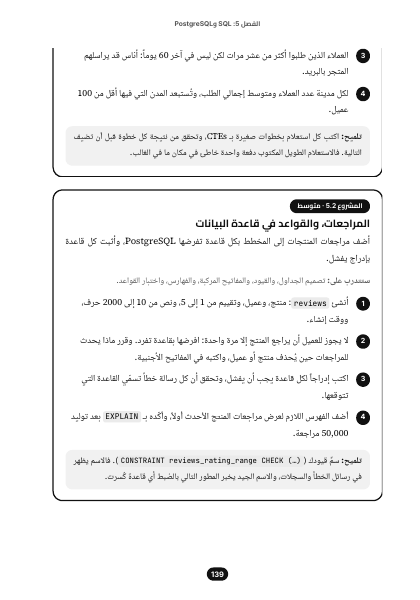 الفصل 5: SQL وPostgreSQL
3 العملاء الذين طلبوا أكثر من عشر مرات لكن ليس في آخر 60 يوماً: أناس قد يراسلهم
المتجر بالبريد.
4 لكل مدينة عدد العملاء ومتوسط إجمالي الطلب، وتُستبعد المدن التي فيها أقل من 100
عميل.
تلميح: اكتب كل استعلام بخطوات صغيرة بـ CTEs، وتحقق من نتيجة كل خطوة قبل أن تضيف
التالية. فالاستعلام الطويل المكتوب دفعة واحدة خاطئ في مكان ما في الغالب.
المشروع 5.2 · متوسط
المراجعات، والقواعد في قاعدة البيانات
أضف مراجعات المنتجات إلى المخطط بكل قاعدة تفرضها PostgreSQL، وأثبت كل قاعدة
بإدراج يفشل.
ستتدرب على: تصميم الجداول، والقيود، والمفاتيح المركبة، والفهارس، واختبار القواعد.
1 أنشئ reviews: منتج، وعميل، وتقييم من 1 إلى 5، ونص من 10 إلى 2000 حرف،
ووقت إنشاء.
2 لا يجوز للعميل أن يراجع المنتج إلا مرة واحدة: افرضها بقاعدة تفرد. وقرر ماذا يحدث
للمراجعات حين يُحذف منتج أو عميل، واكتبه في المفاتيح الأجنبية.
3 اكتب إدراجاً لكل قاعدة يجب أن يفشل، وتحقق أن كل رسالة خطأ تسمّي القاعدة التي
تتوقعها.
4 أضف الفهرس اللازم لعرض مراجعات المنتج الأحدث أولاً، وأكّده بـ EXPLAIN بعد توليد
50,000 مراجعة.
تلميح: سمِّ قيودك (CONSTRAINT reviews_rating_range CHECK (…)). فالاسم يظهر
في رسائل الخطأ والسجلات، والاسم الجيد يخبر المطور التالي بالضبط أي قاعدة كُسرت.
139